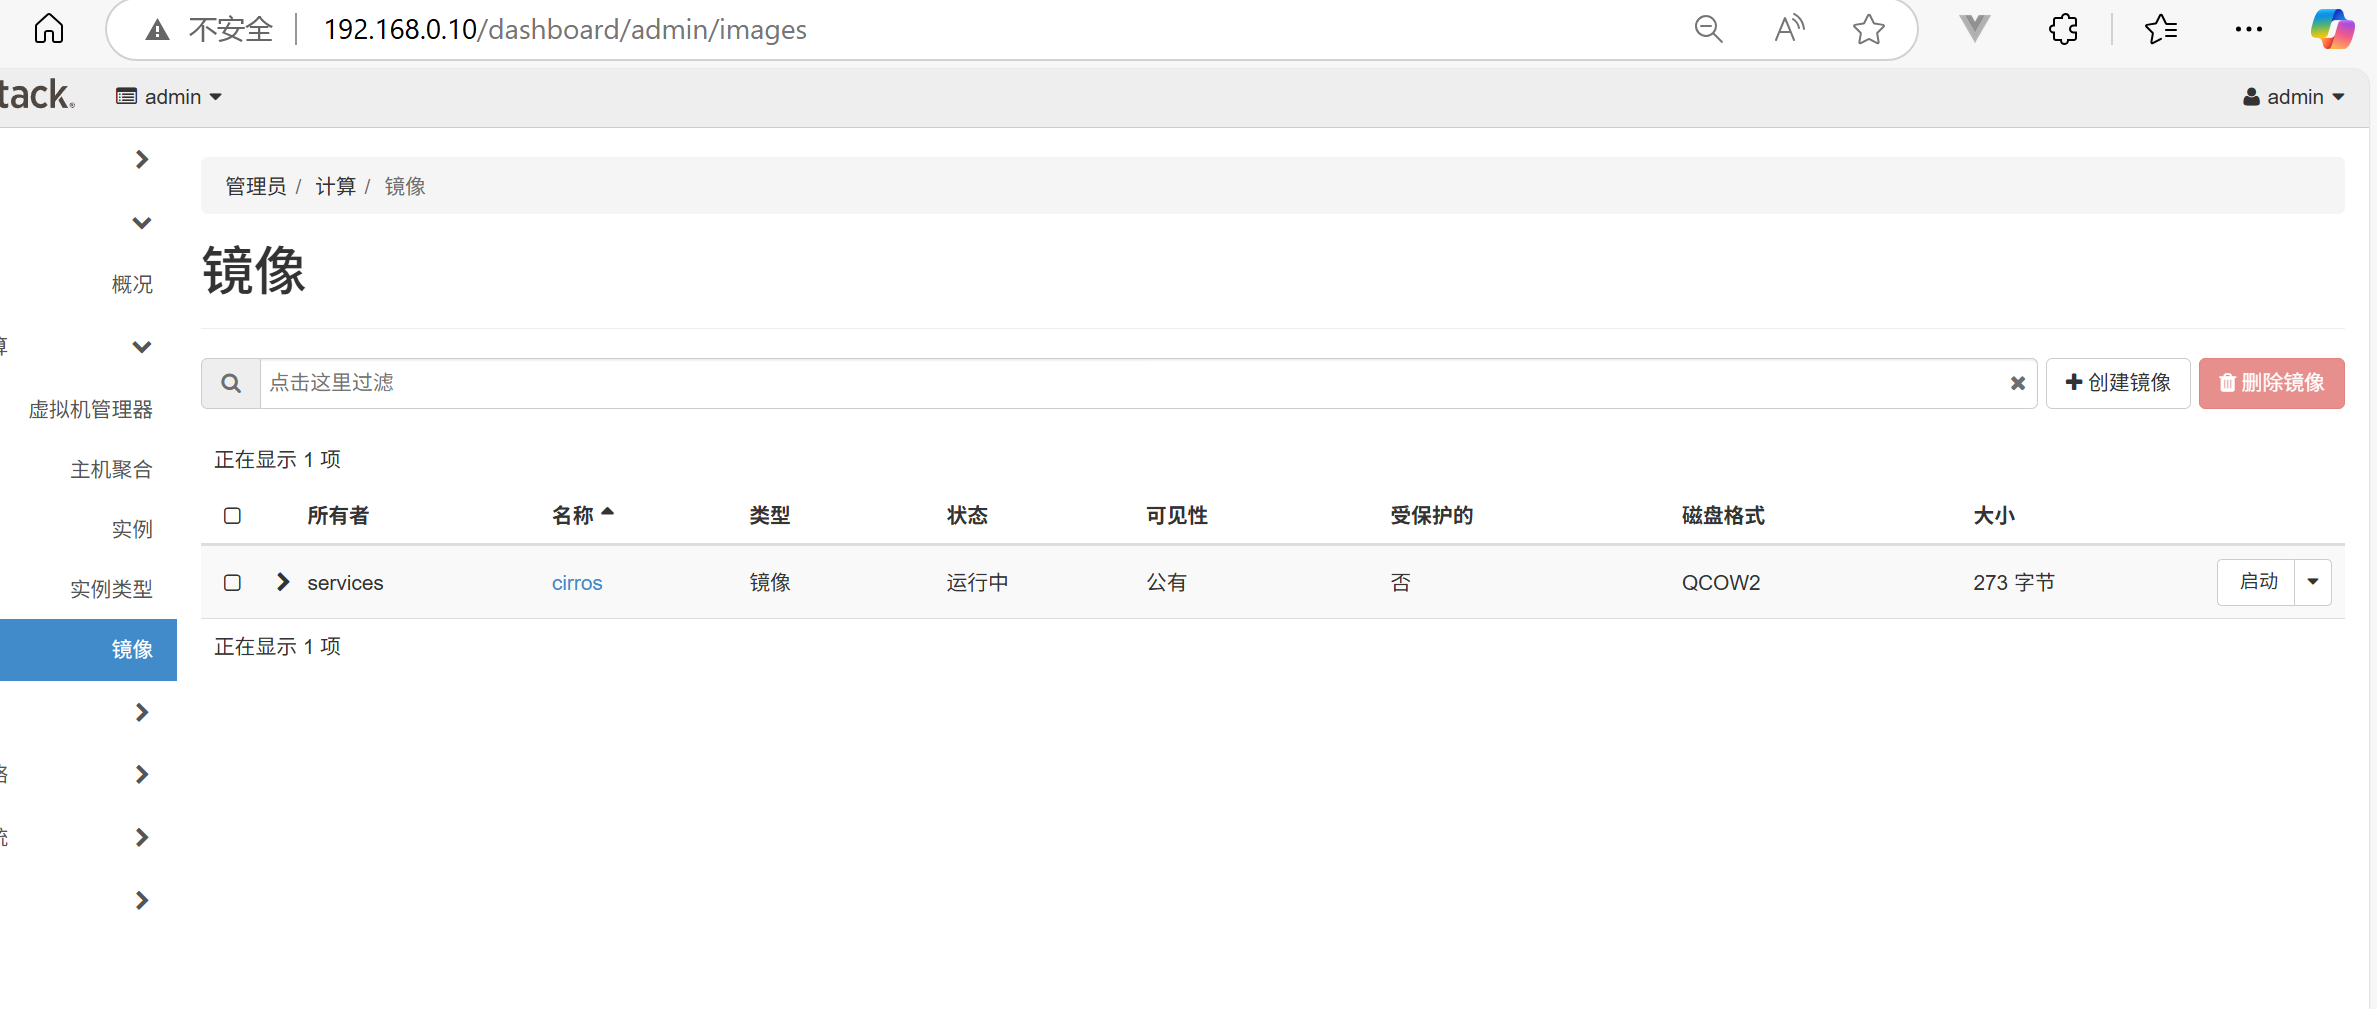 不安全 192.168.0.10/dashboard/admin/images
tack. admin admin
管理员 / 计算 / 镜像
镜像
概况
算
虚拟机管理器
主机聚合
实例
实例类型
镜像
络
统
点击这里过滤 创建镜像 删除镜像
正在显示 1 项
所有者 名称 类型 状态 可见性 受保护的 磁盘格式 大小
services cirros 镜像 运行中 公有 否 QCOW2 273 字节 启动
正在显示 1 项